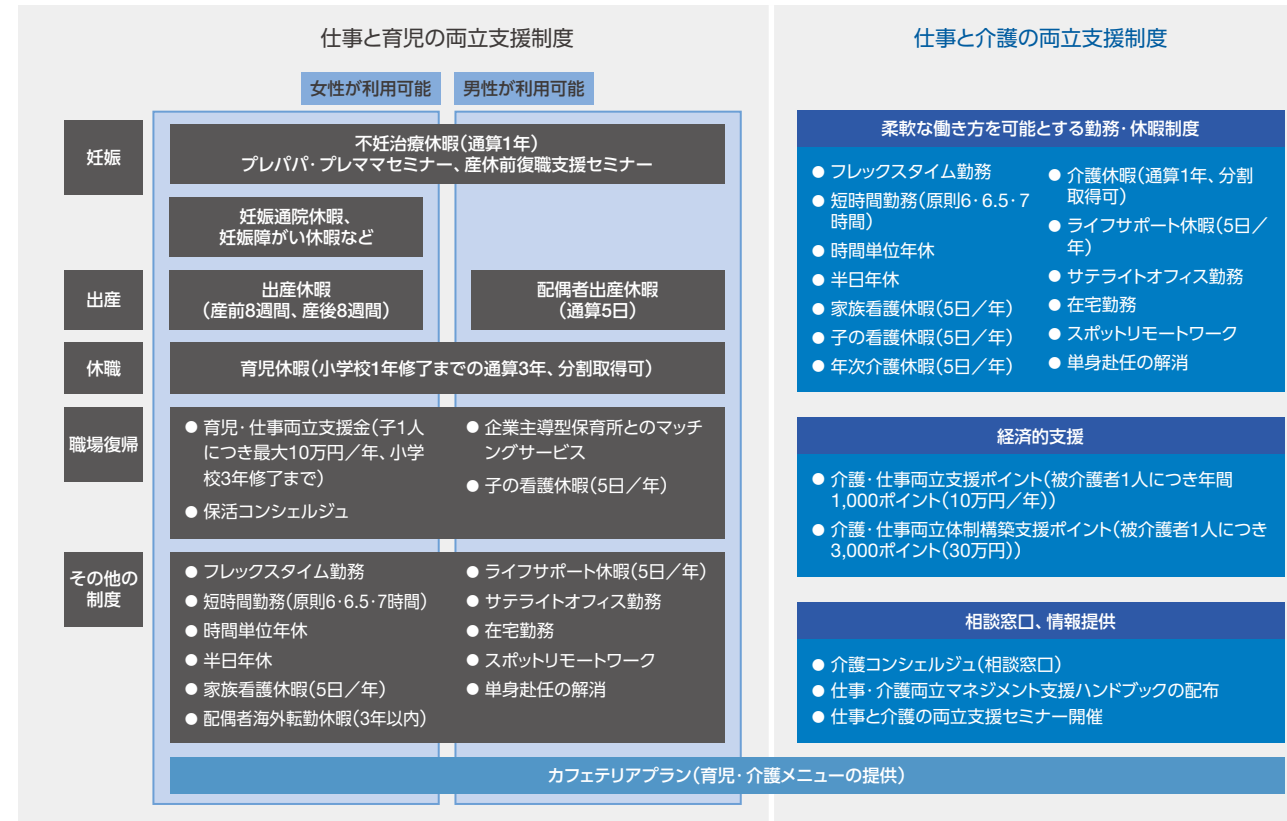 仕事と育児の両立支援制度
女性が利用可能
男性が利用可能
妊娠
不妊治療休暇(通算1年)
プレパパ・プレママセミナー、産休前復職支援セミナー
妊娠通院休暇、
妊娠障がい休暇など
出産
出産休暇
(産前8週間、産後8週間)
配偶者出産休暇
(通算5日)
休職
育児休暇(小学校1年修了までの通算3年、分割取得可)
職場復帰
● 育児・仕事両立支援金(子1人
につき最大10万円/年、小学
校3年修了まで)
● 保活コンシェルジュ
● 企業主導型保育所とのマッチ
ングサービス
● 子の看護休暇(5日/年)
その他の
制度
● フレックスタイム勤務
● 短時間勤務(原則6・6.5・7時間)
● 時間単位年休
● 半日年休
● 家族看護休暇(5日/年)
● 配偶者海外転勤休暇(3年以内)
● ライフサポート休暇(5日/年)
● サテライトオフィス勤務
● 在宅勤務
● スポットリモートワーク
● 単身赴任の解消
仕事と介護の両立支援制度
柔軟な働き方を可能とする勤務・休暇制度
● フレックスタイム勤務
● 短時間勤務(原則6・6.5・7
時間)
● 時間単位年休
● 半日年休
● 家族看護休暇(5日/年)
● 子の看護休暇(5日/年)
● 年次介護休暇(5日/年)
● 介護休暇(通算1年、分割
取得可)
● ライフサポート休暇(5日/
年)
● サテライトオフィス勤務
● 在宅勤務
● スポットリモートワーク
● 単身赴任の解消
経済的支援
● 介護・仕事両立支援ポイント(被介護者1人につき年間
1,000ポイント(10万円/年))
● 介護・仕事両立体制構築支援ポイント(被介護者1人につき
3,000ポイント(30万円))
相談窓口、情報提供
● 介護コンシェルジュ(相談窓口)
● 仕事・介護両立マネジメント支援ハンドブックの配布
● 仕事と介護の両立支援セミナー開催
カフェテリアプラン(育児・介護メニューの提供)